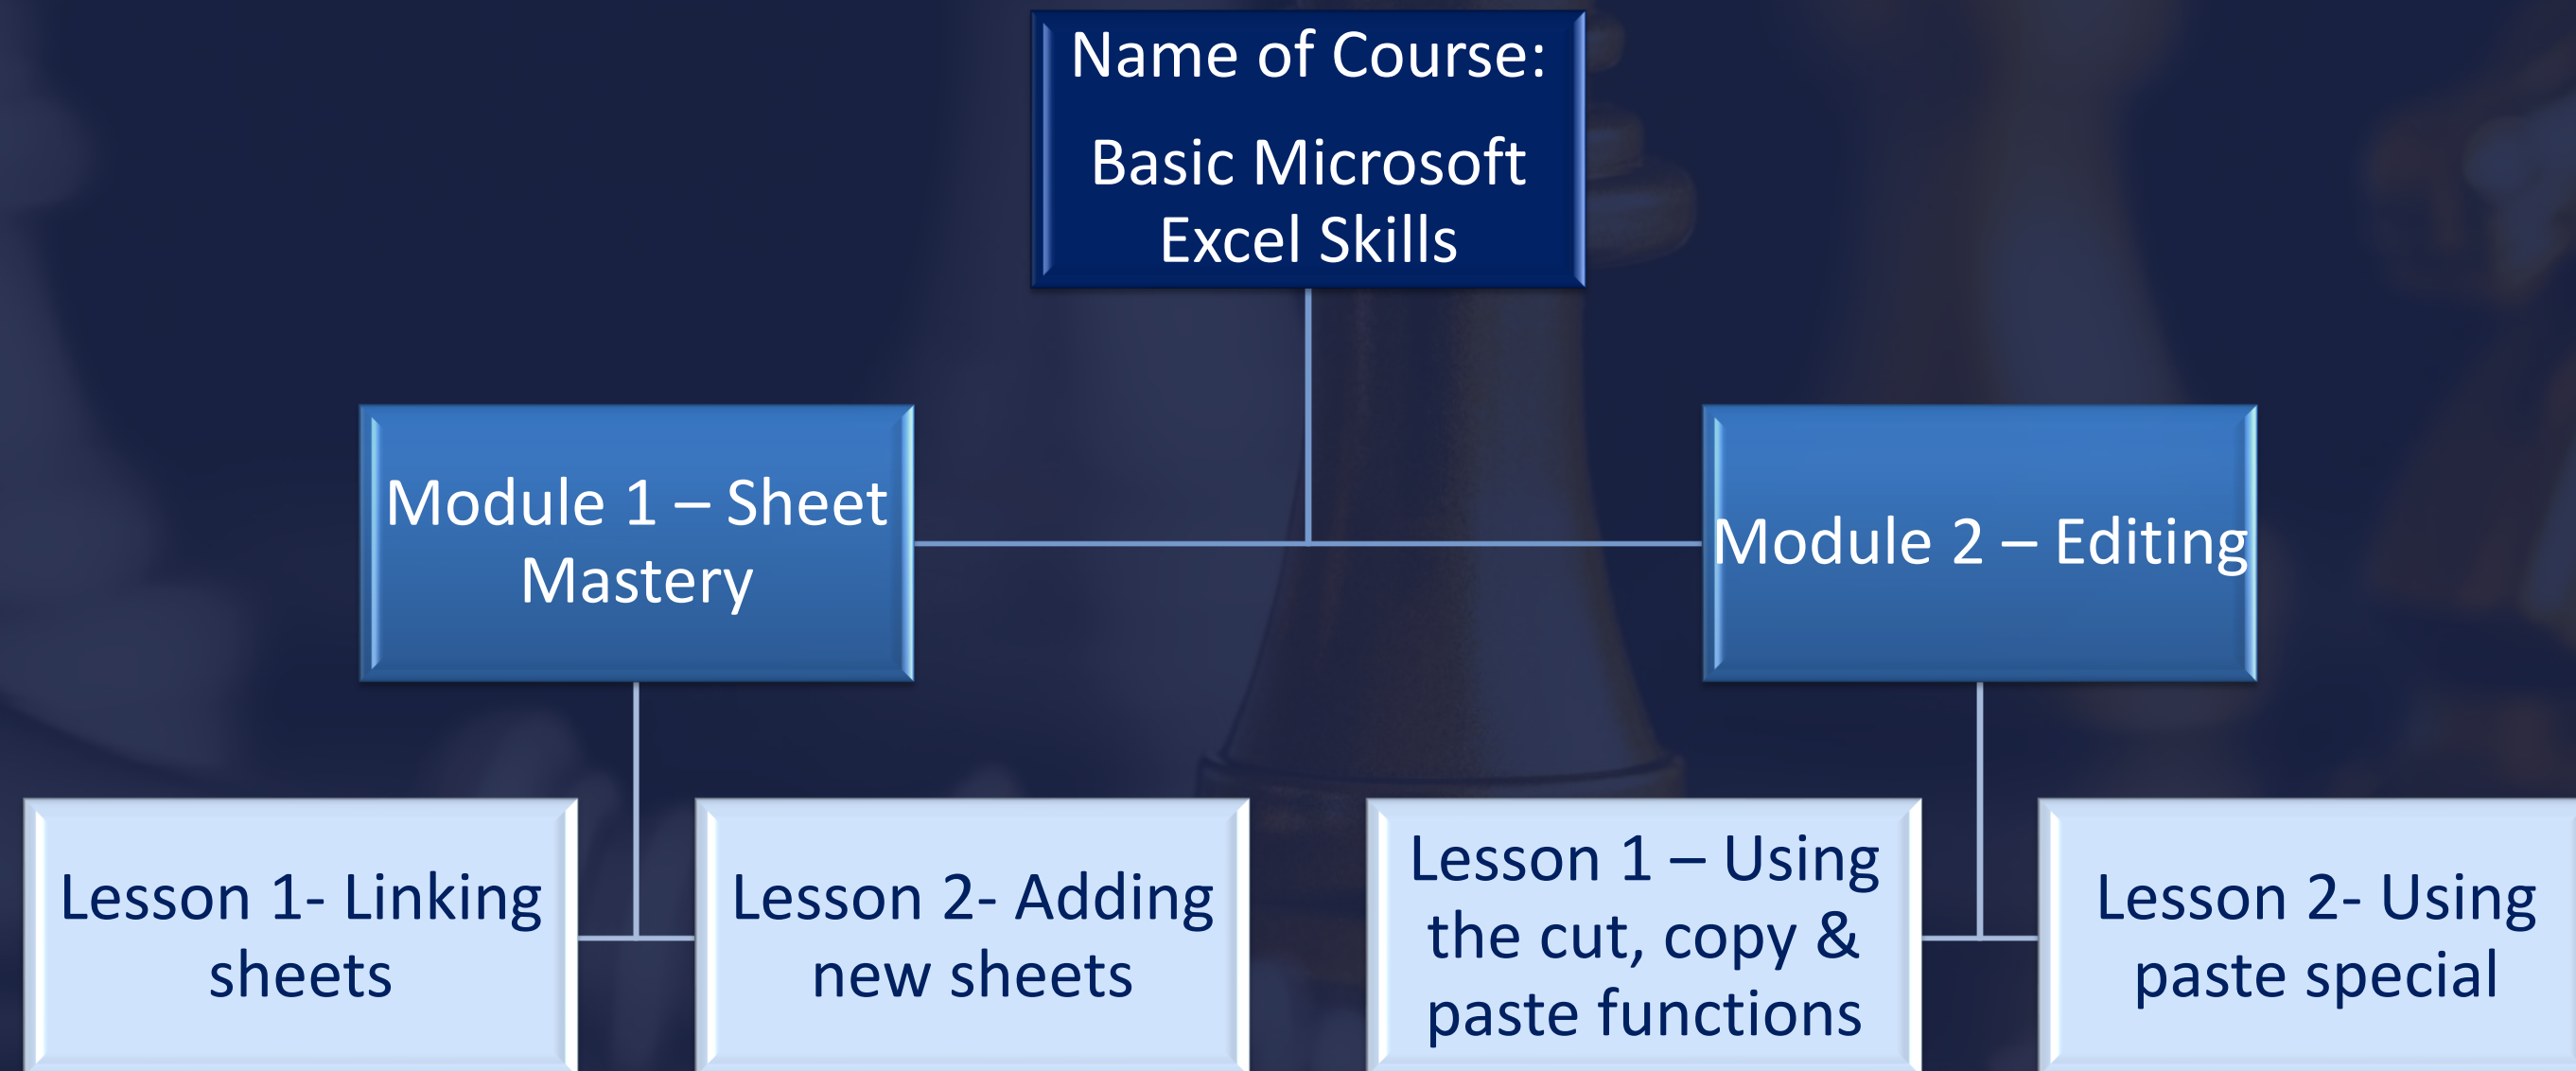 Name of Course:
Basic Microsoft
Excel Skills
Module 1 – Sheet
Mastery
Module 2 – Editing
Lesson 1- Linking
sheets
Lesson 2- Adding
new sheets
Lesson 1 – Using
the cut, copy &
paste functions
Lesson 2- Using
paste special